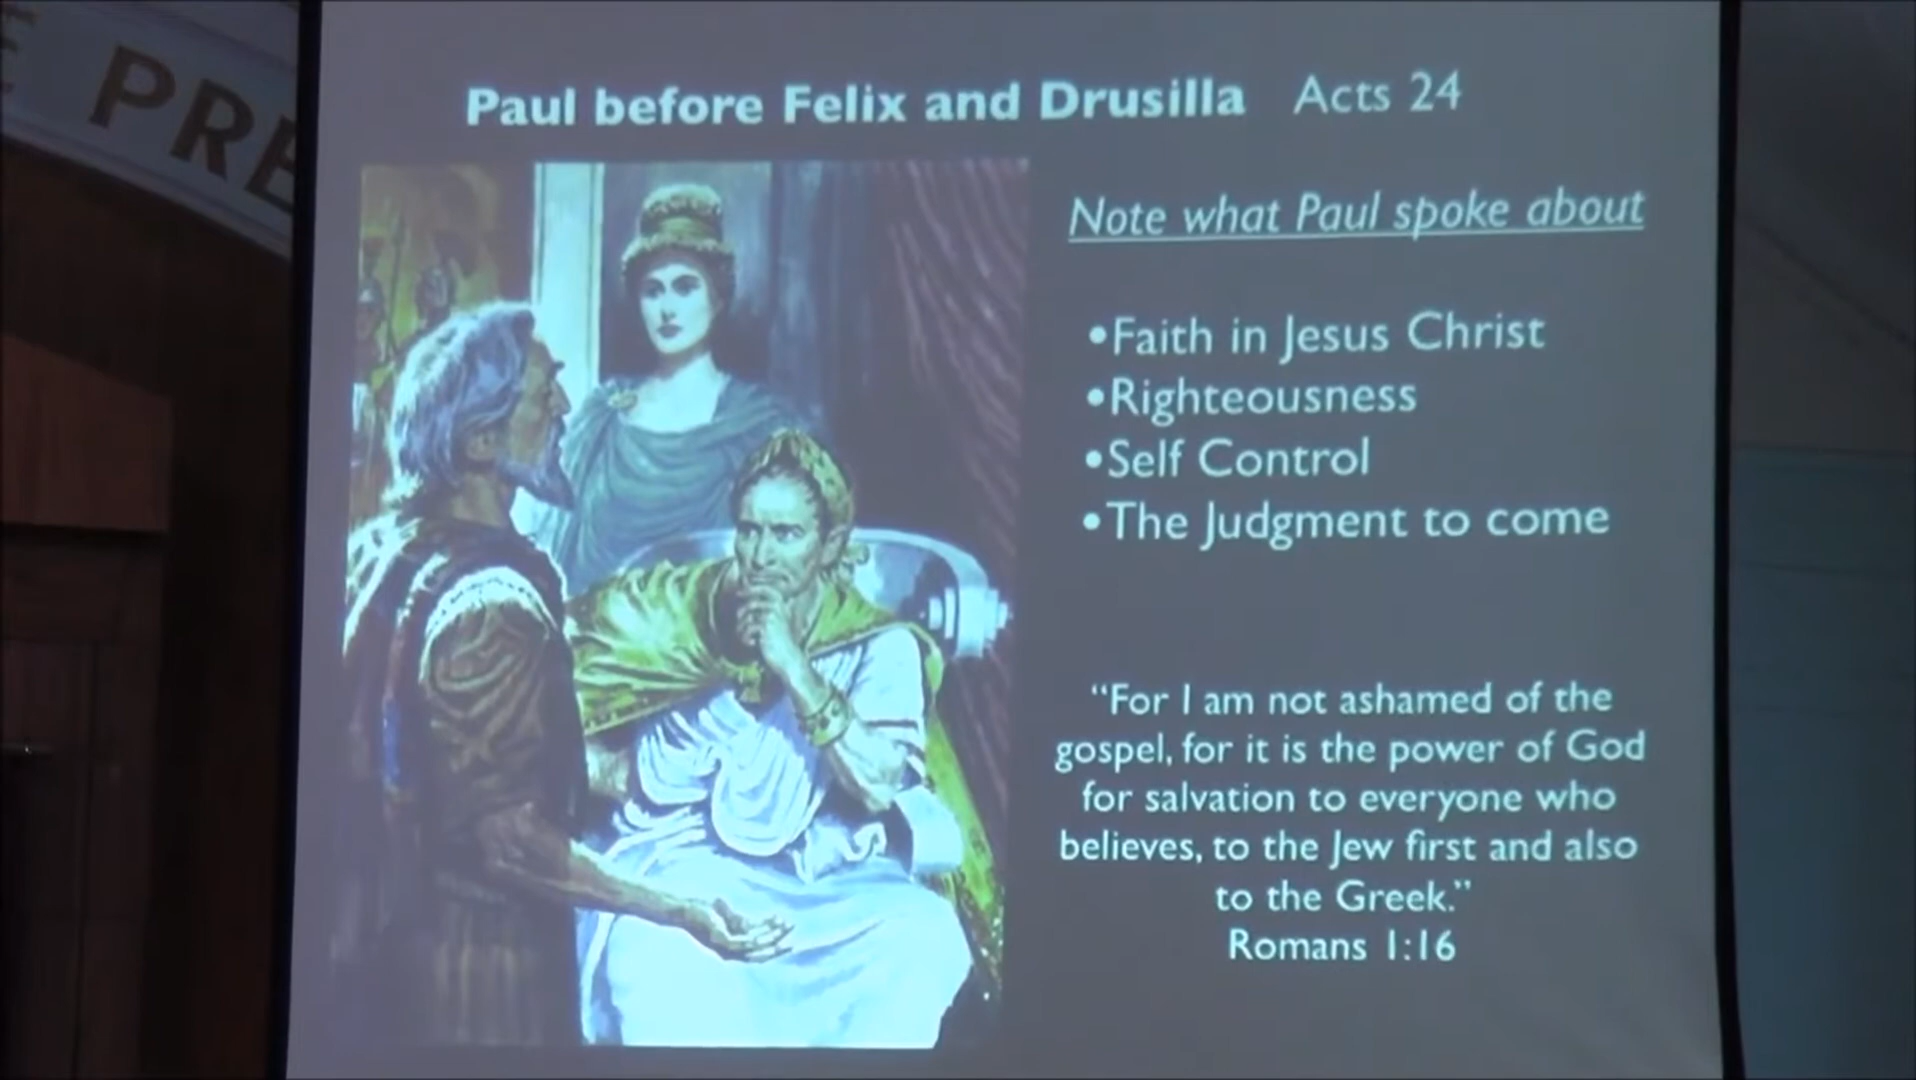 E PRE
Paul before Felix and Drusilla Acts 24
Note what Paul spoke about
•Faith in Jesus Christ
•Righteousness
•Self Control
•The Judgment to come
“For I am not ashamed of the
gospel, for it is the power of God
for salvation to everyone who
believes, to the Jew first and also
to the Greek.”
Romans 1:16